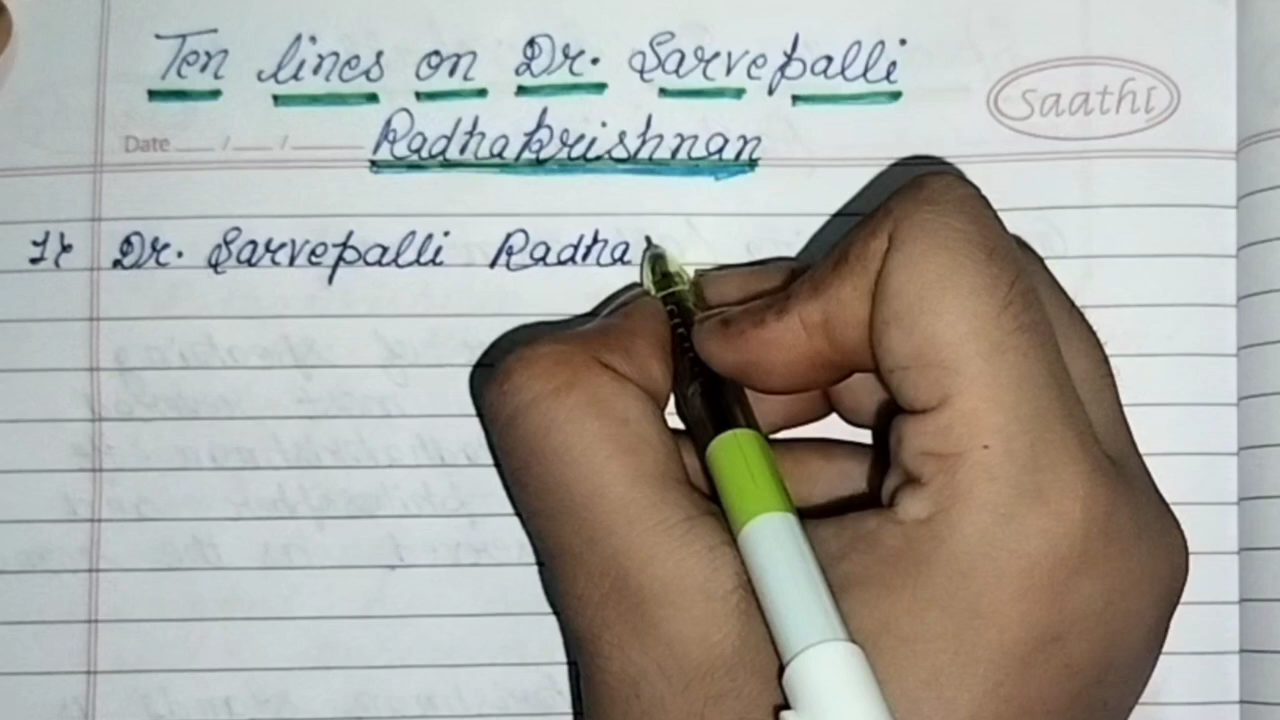 Ten lines on Dr. Sarvepalli
saathi
Date / /
Radhakrishnan
1. Dr. Sarvepalli Radha